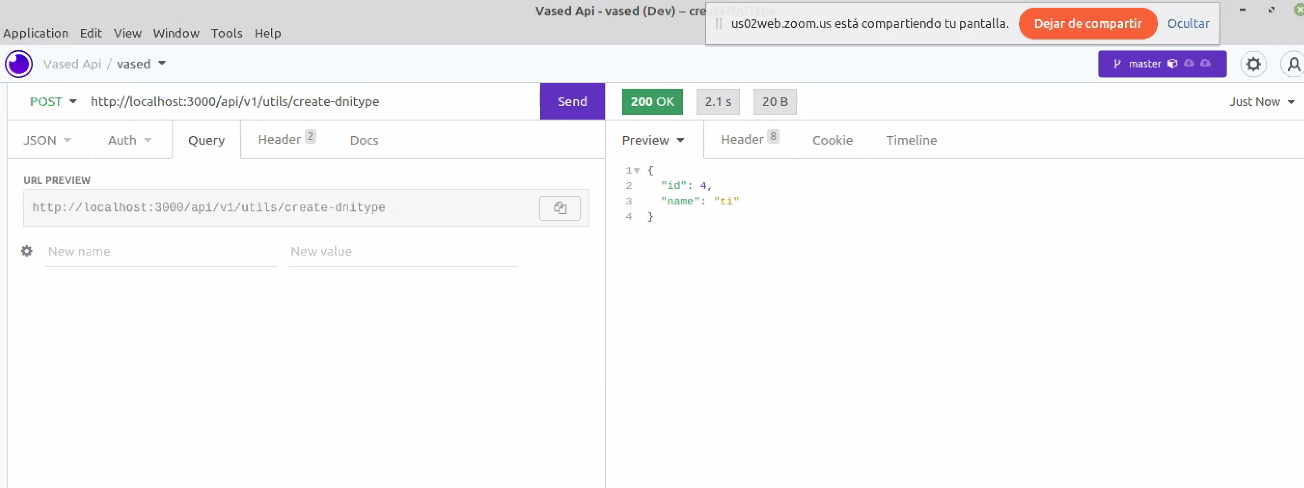 Vased Api - vased (Dev) – createDniType
us02web.zoom.us está compartiendo tu pantalla. Dejar de compartir Ocultar
Application Edit View Window Tools Help
Vased Api / vased master
POST http://localhost:3000/api/v1/utils/create-dnitype Send 200 OK 2.1 s 20 B Just Now
JSON Auth Query Header 2 Docs Preview Header 8 Cookie Timeline
URL PREVIEW
http://localhost:3000/api/v1/utils/create-dnitype
New name New value
1 {
2 "id": 4,
3 "name": "ti"
4 }